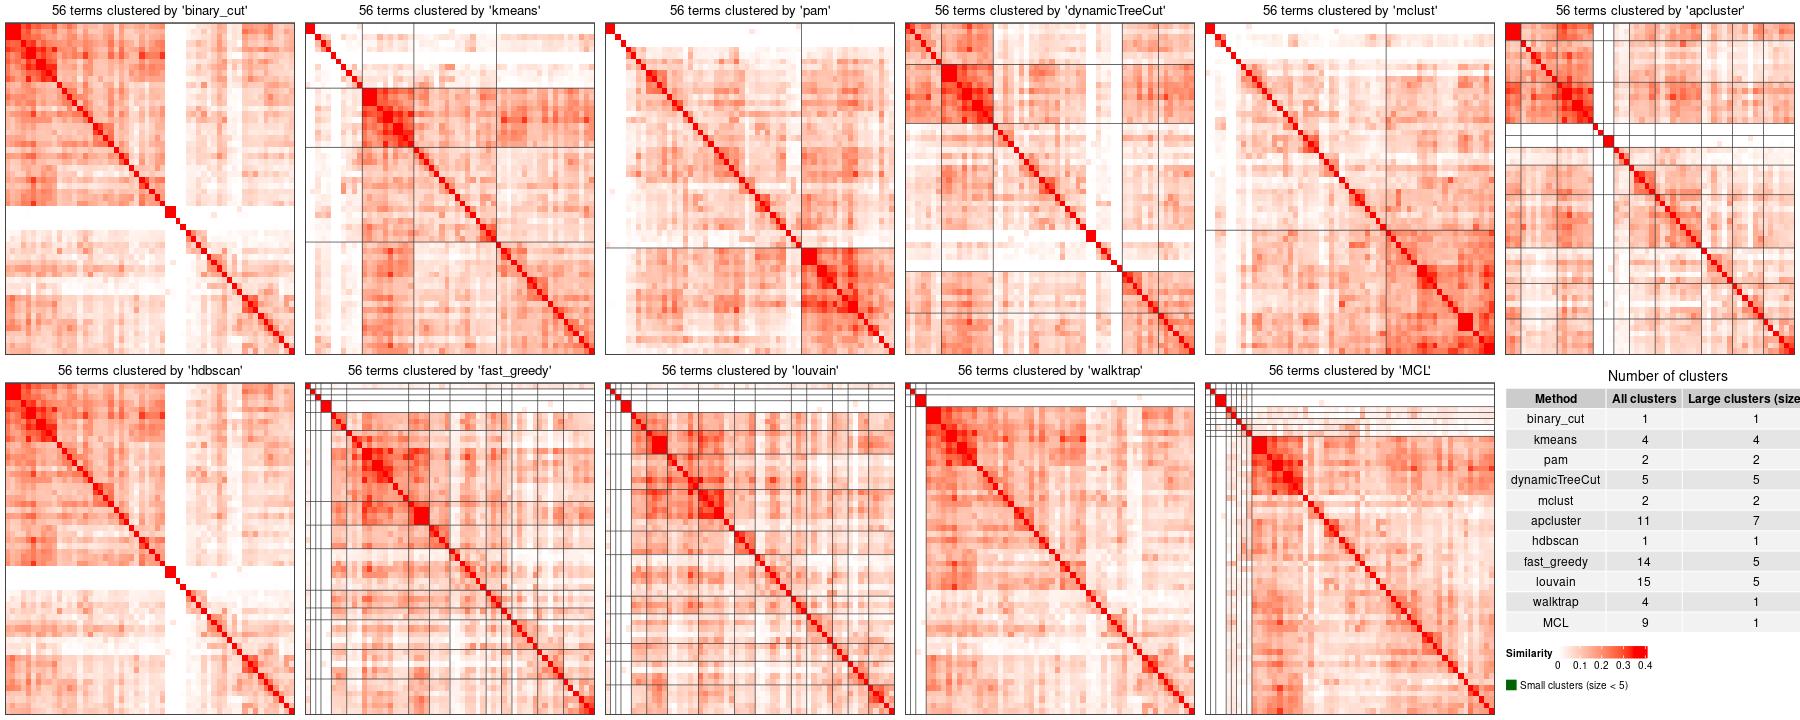 56 terms clustered by 'binary_cut'
56 terms clustered by 'kmeans'
56 terms clustered by 'pam'
56 terms clustered by 'dynamicTreeCut'
56 terms clustered by 'mclust'
56 terms clustered by 'apcluster'
56 terms clustered by 'hdbscan'
56 terms clustered by 'fast_greedy'
56 terms clustered by 'louvain'
56 terms clustered by 'walktrap'
56 terms clustered by 'MCL'
Number of clusters
Method All clusters Large clusters (size
binary_cut 1 1
kmeans 4 4
pam 2 2
dynamicTreeCut 5 5
mclust 2 2
apcluster 11 7
hdbscan 1 1
fast_greedy 14 5
louvain 15 5
walktrap 4 1
MCL 9 1
Similarity
0 0.1 0.2 0.3 0.4
Small clusters (size < 5)